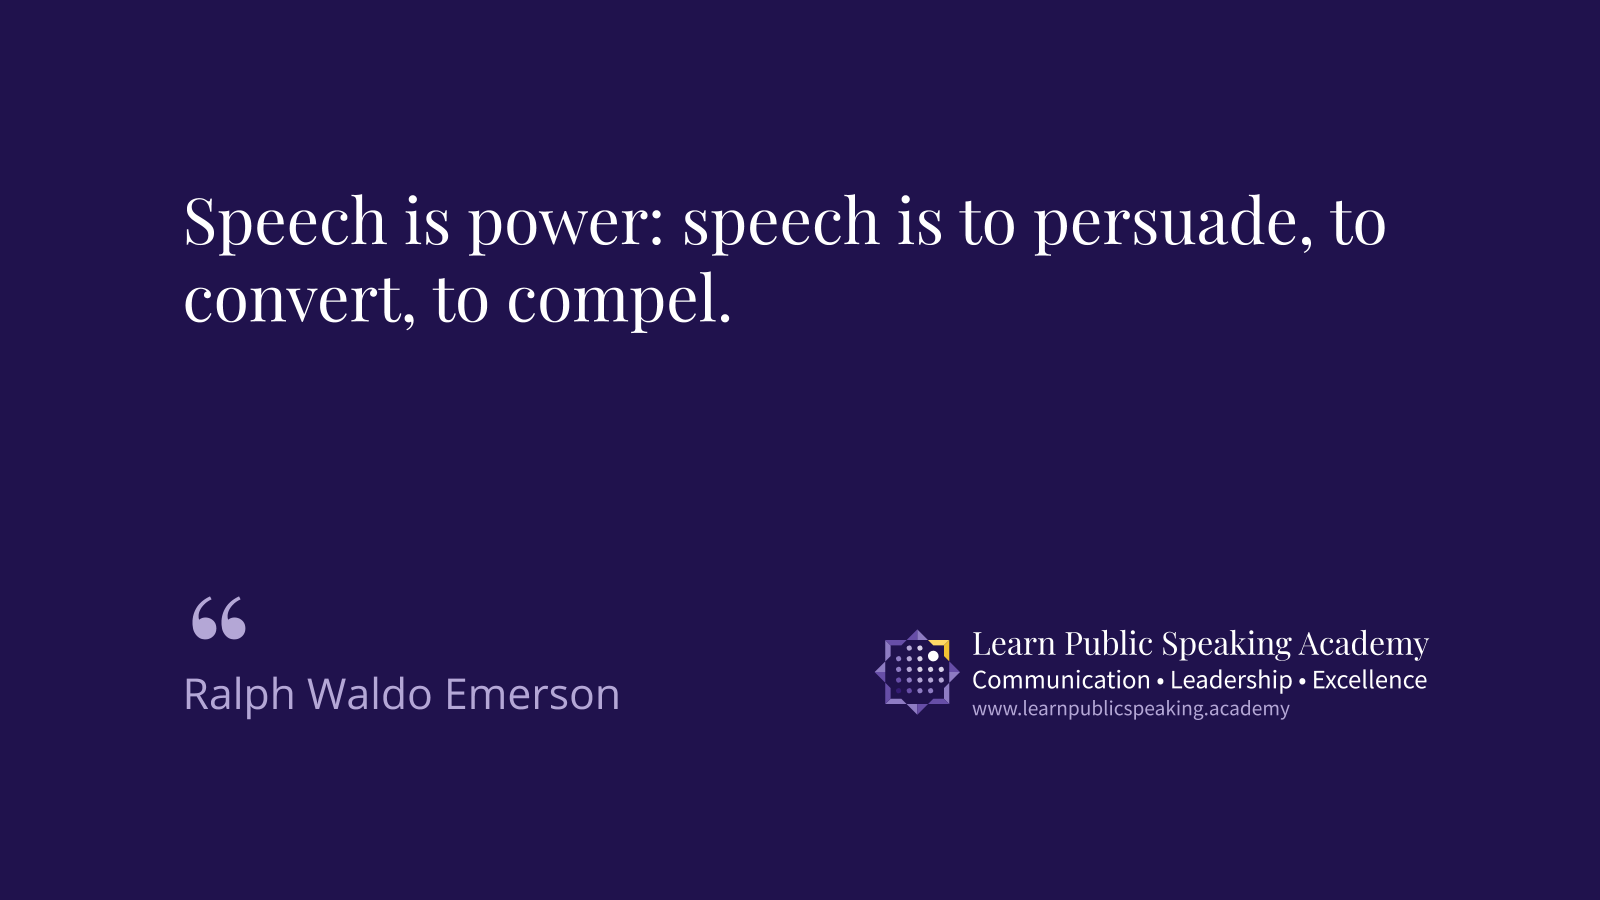 Speech is power: speech is to persuade, to
convert, to compel.
“
Ralph Waldo Emerson
Learn Public Speaking Academy
Communication • Leadership • Excellence
www.learnpublicspeaking.academy